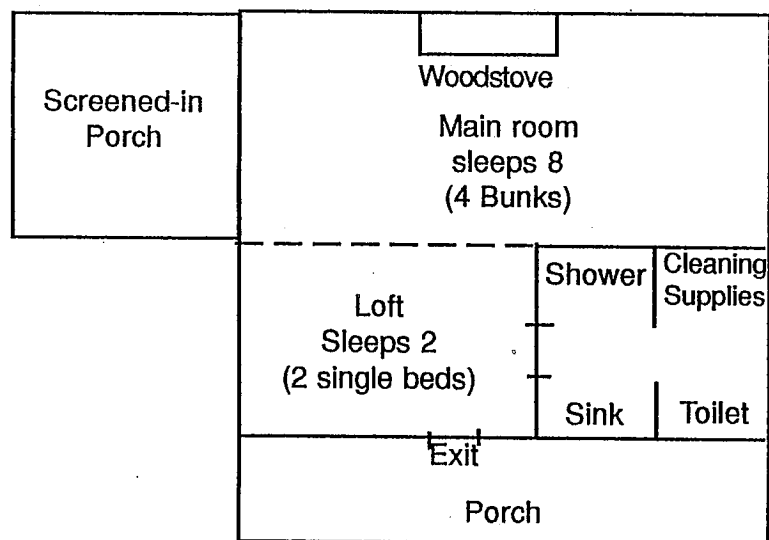 Woodstove
Screened-in
Porch
Main room
sleeps 8
(4 Bunks)
Shower
Cleaning
Supplies
Loft
Sleeps 2
(2 single beds)
Sink
Toilet
Exit
Porch